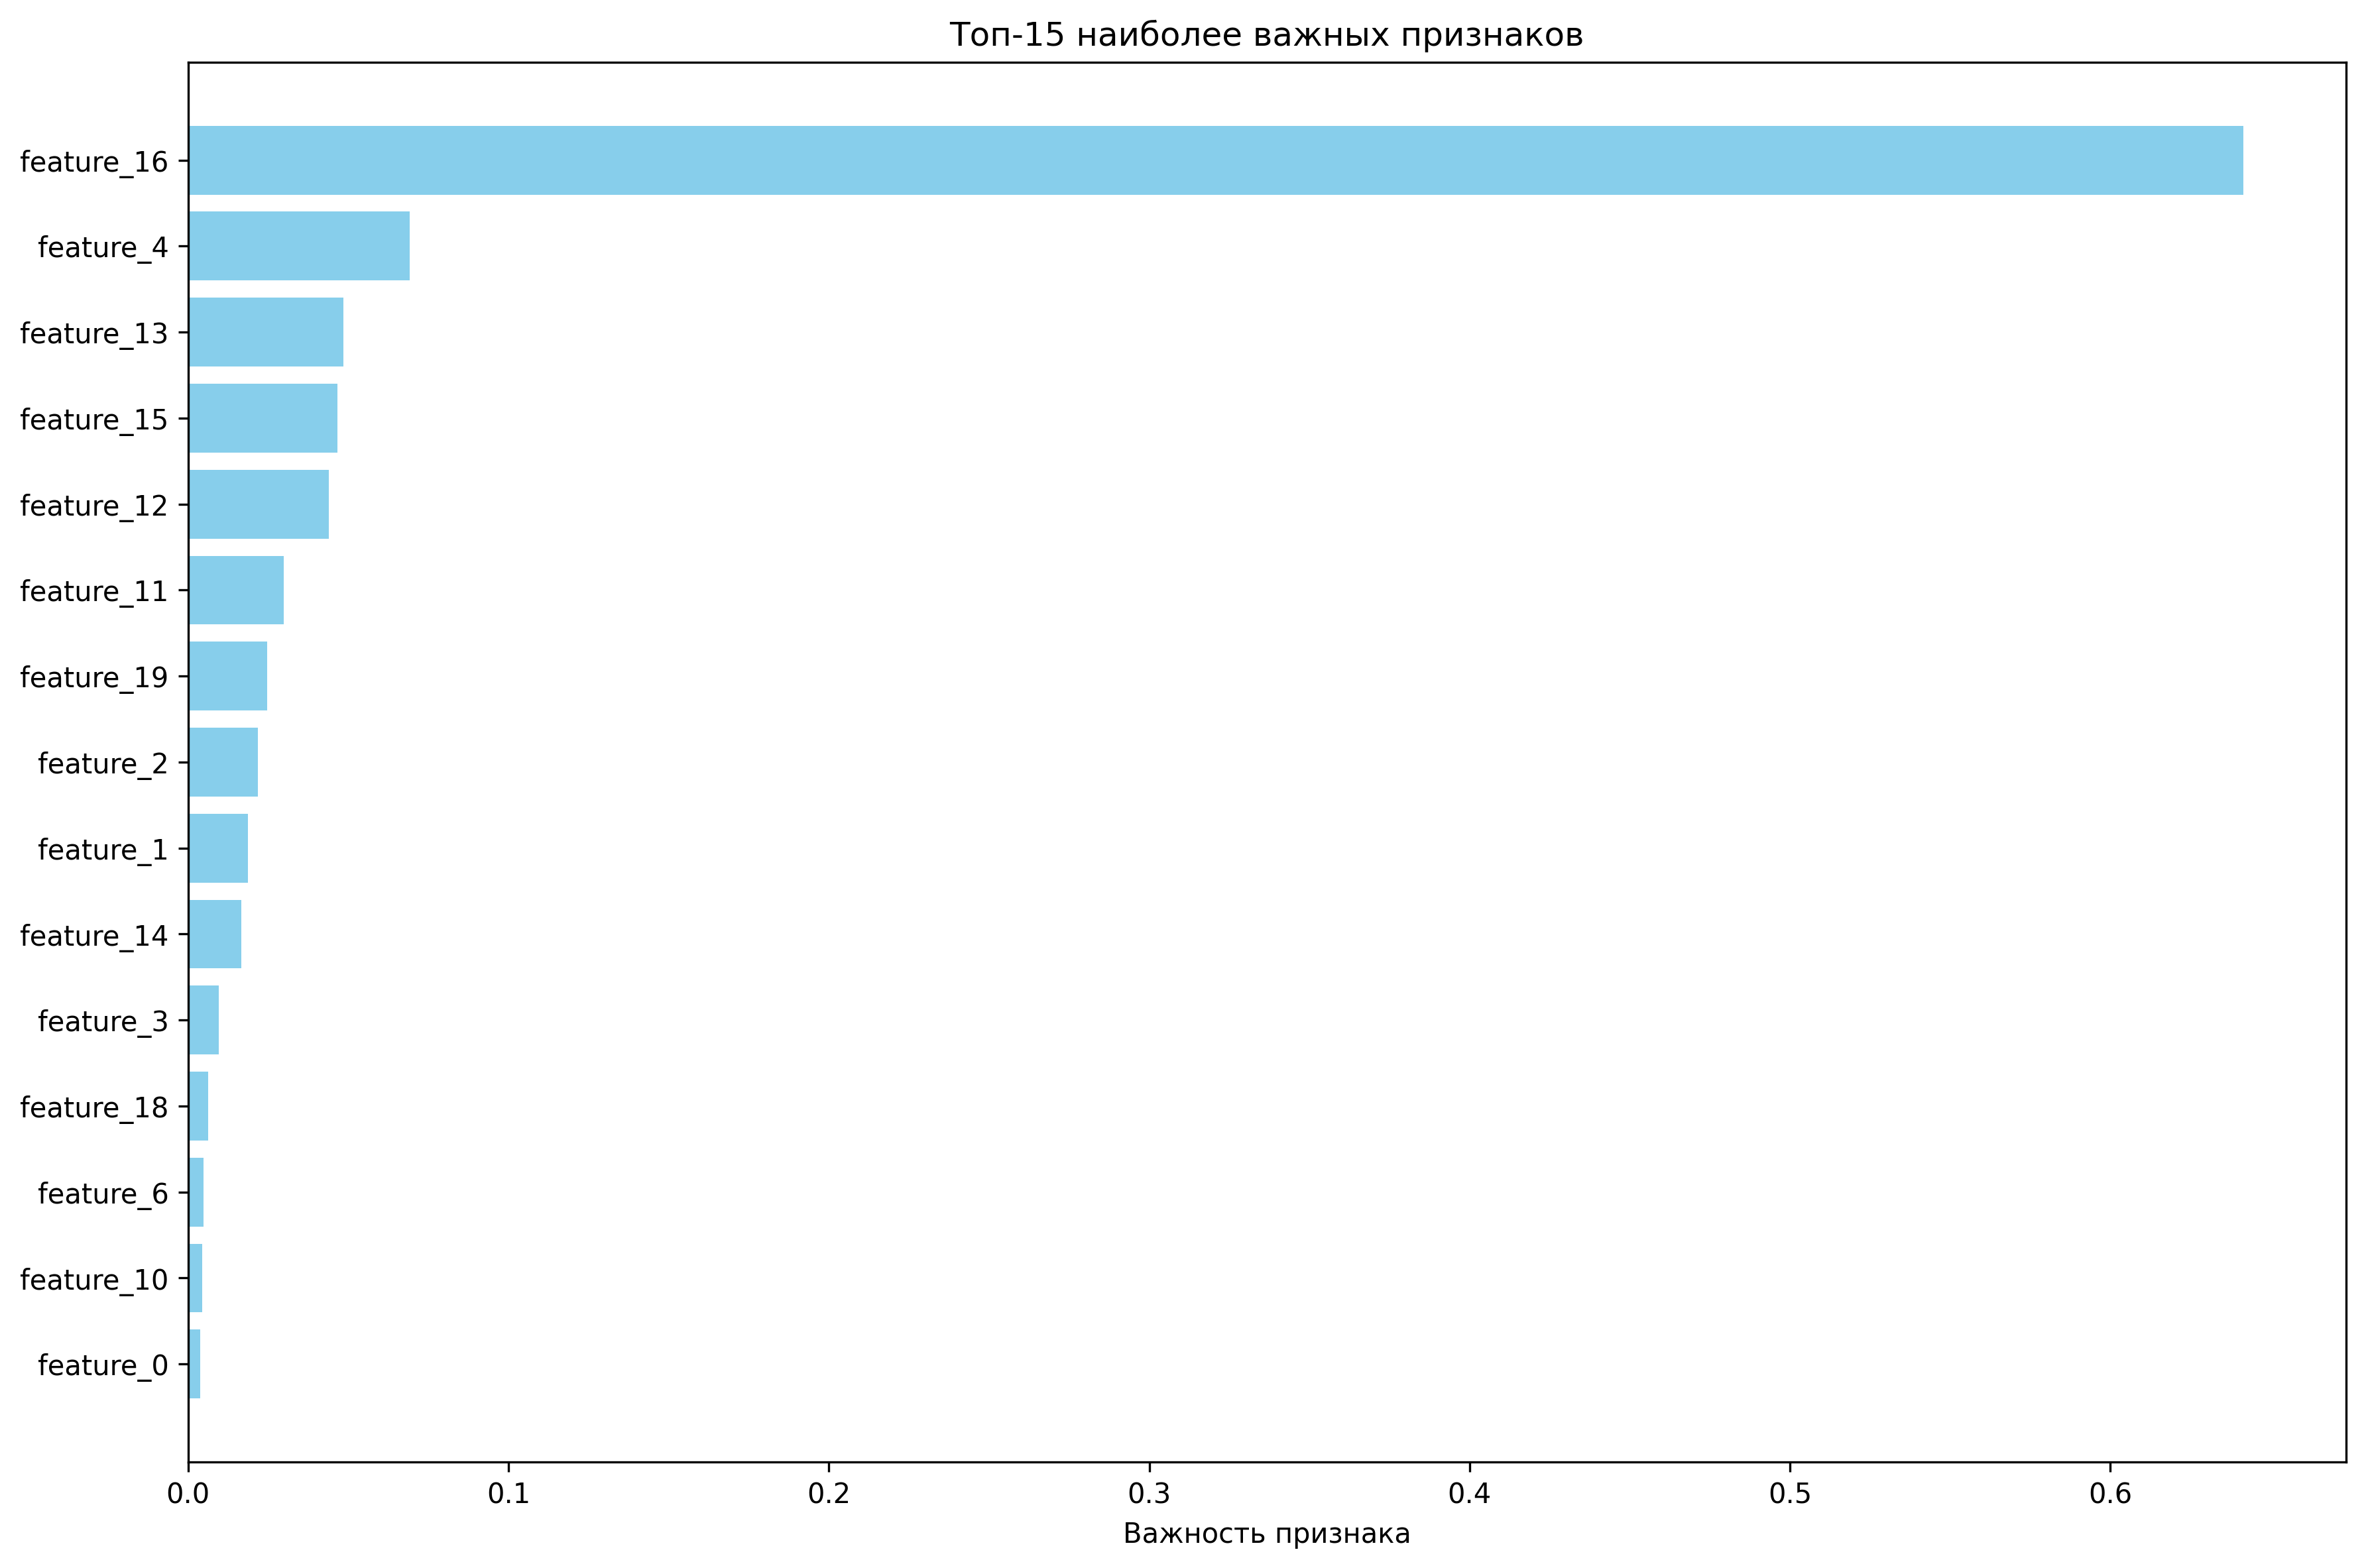 Топ-15 наиболее важных признаков
feature_16
feature_4
feature_13
feature_15
feature_12
feature_11
feature_19
feature_2
feature_1
feature_14
feature_3
feature_18
feature_6
feature_10
feature_0
0.0 0.1 0.2 0.3 0.4 0.5 0.6
Важность признака